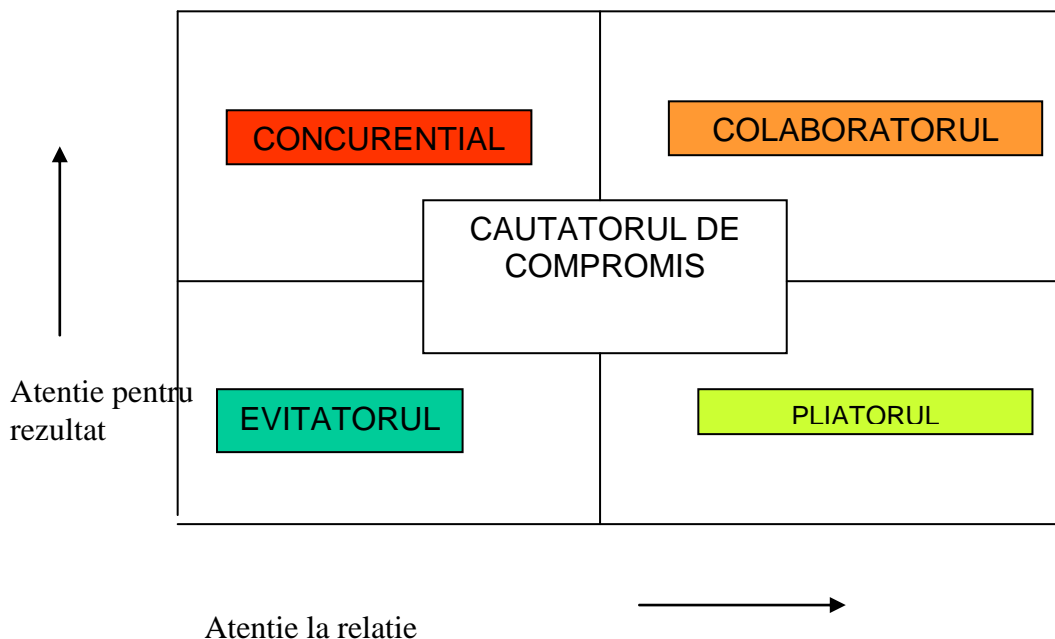 CONCURENTIAL
COLABORATORUL
CAUTATORUL DE
COMPROMIS
Atentie pentru
rezultat
EVITATORUL
PLIATORUL
Atentie la relatie